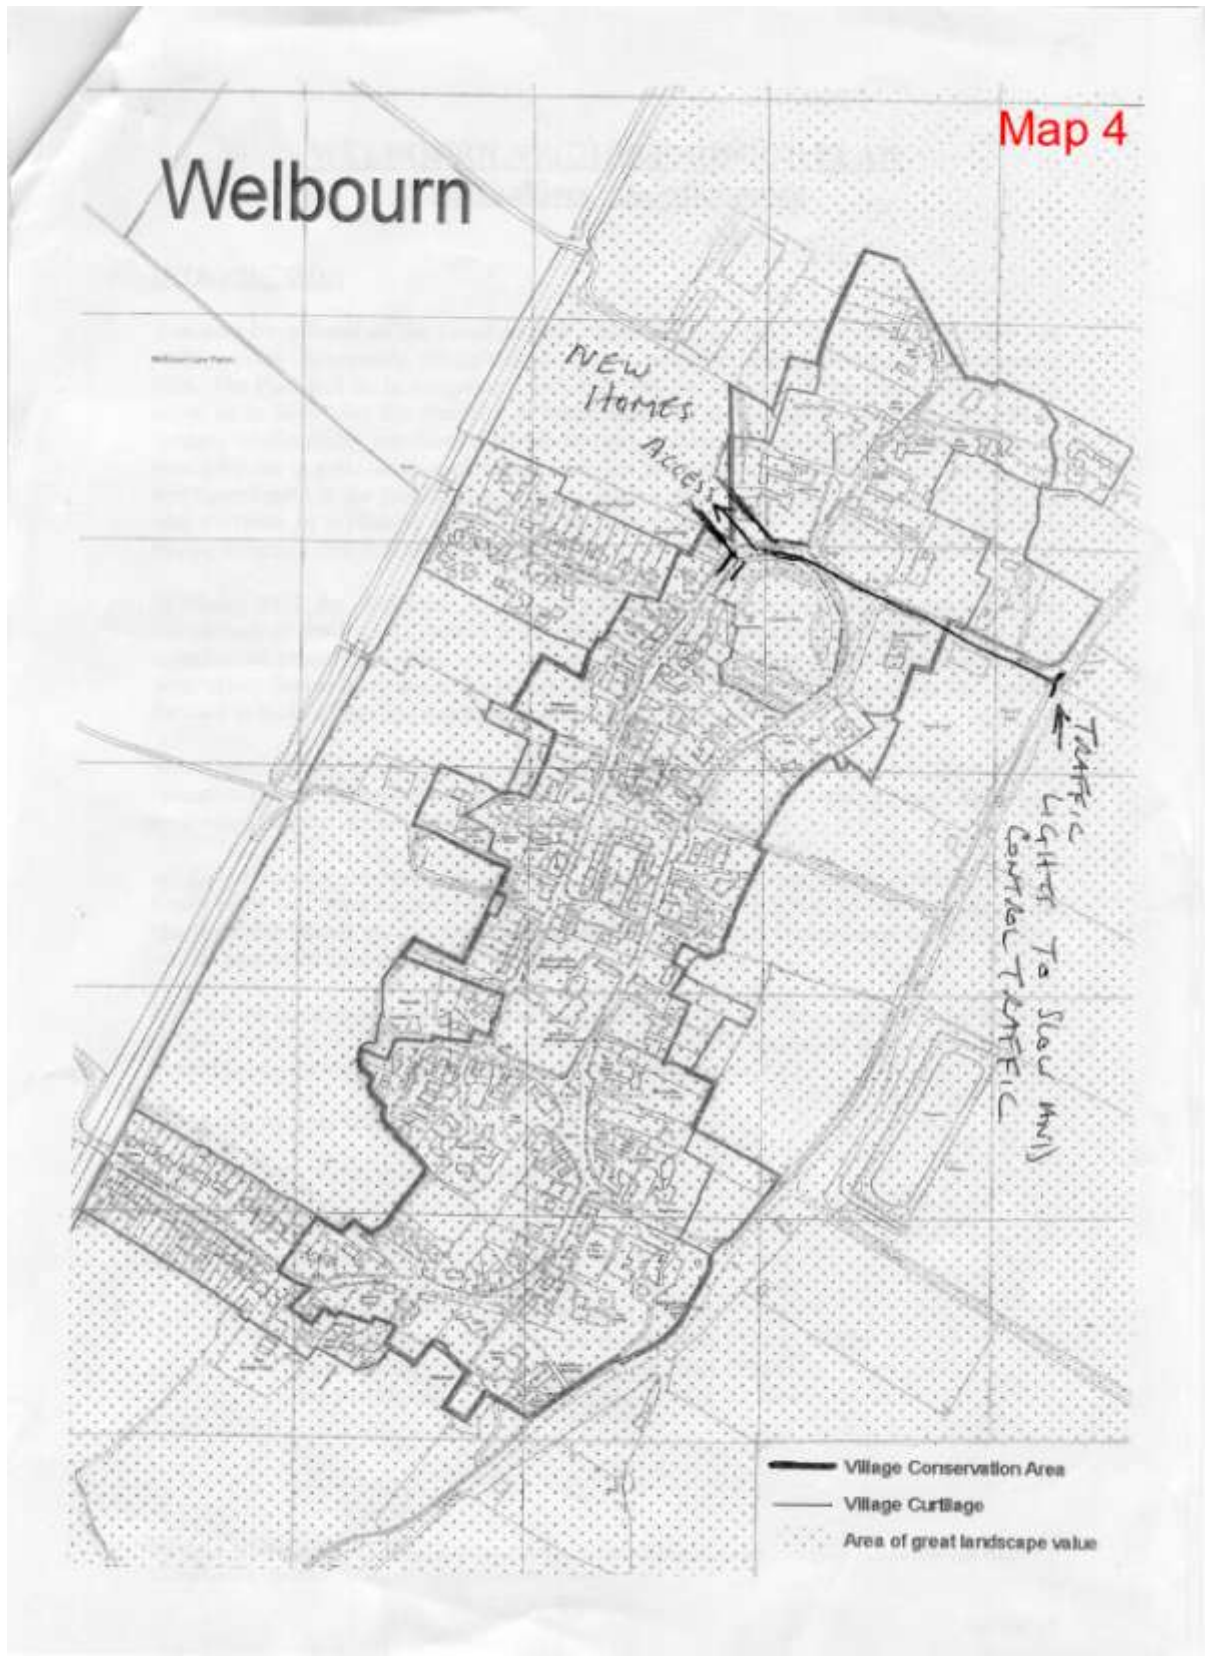 Map 4
Welbourn
NEW
HOMES
ACCESS
TRAFFIC
LIGHTS TO SLOW AND
CONTROL TRAFFIC
Village Conservation Area
Village Curtilage
Area of great landscape value